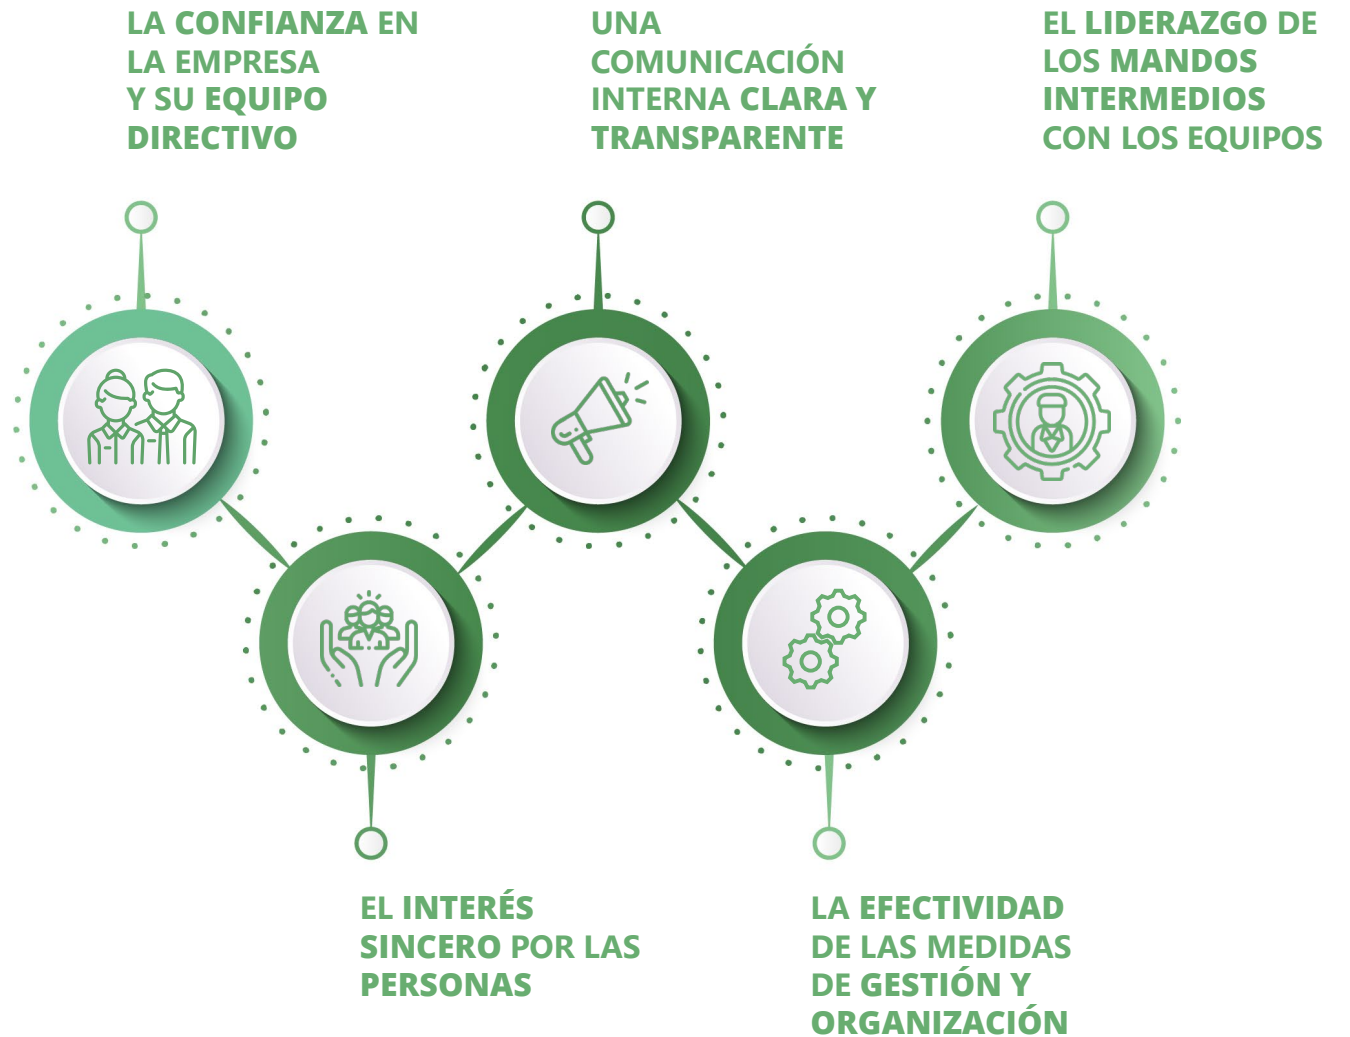 LA CONFIANZA EN
LA EMPRESA
Y SU EQUIPO
DIRECTIVO
UNA
COMUNICACIÓN
INTERNA CLARA Y
TRANSPARENTE
EL LIDERAZGO DE
LOS MANDOS
INTERMEDIOS
CON LOS EQUIPOS
EL INTERÉS
SINCERO POR LAS
PERSONAS
LA EFECTIVIDAD
DE LAS MEDIDAS
DE GESTIÓN Y
ORGANIZACIÓN